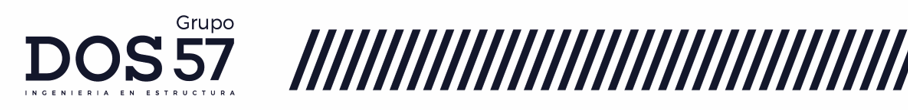 Grupo
DOS 57
INGENIERIA EN ESTRUCTURA